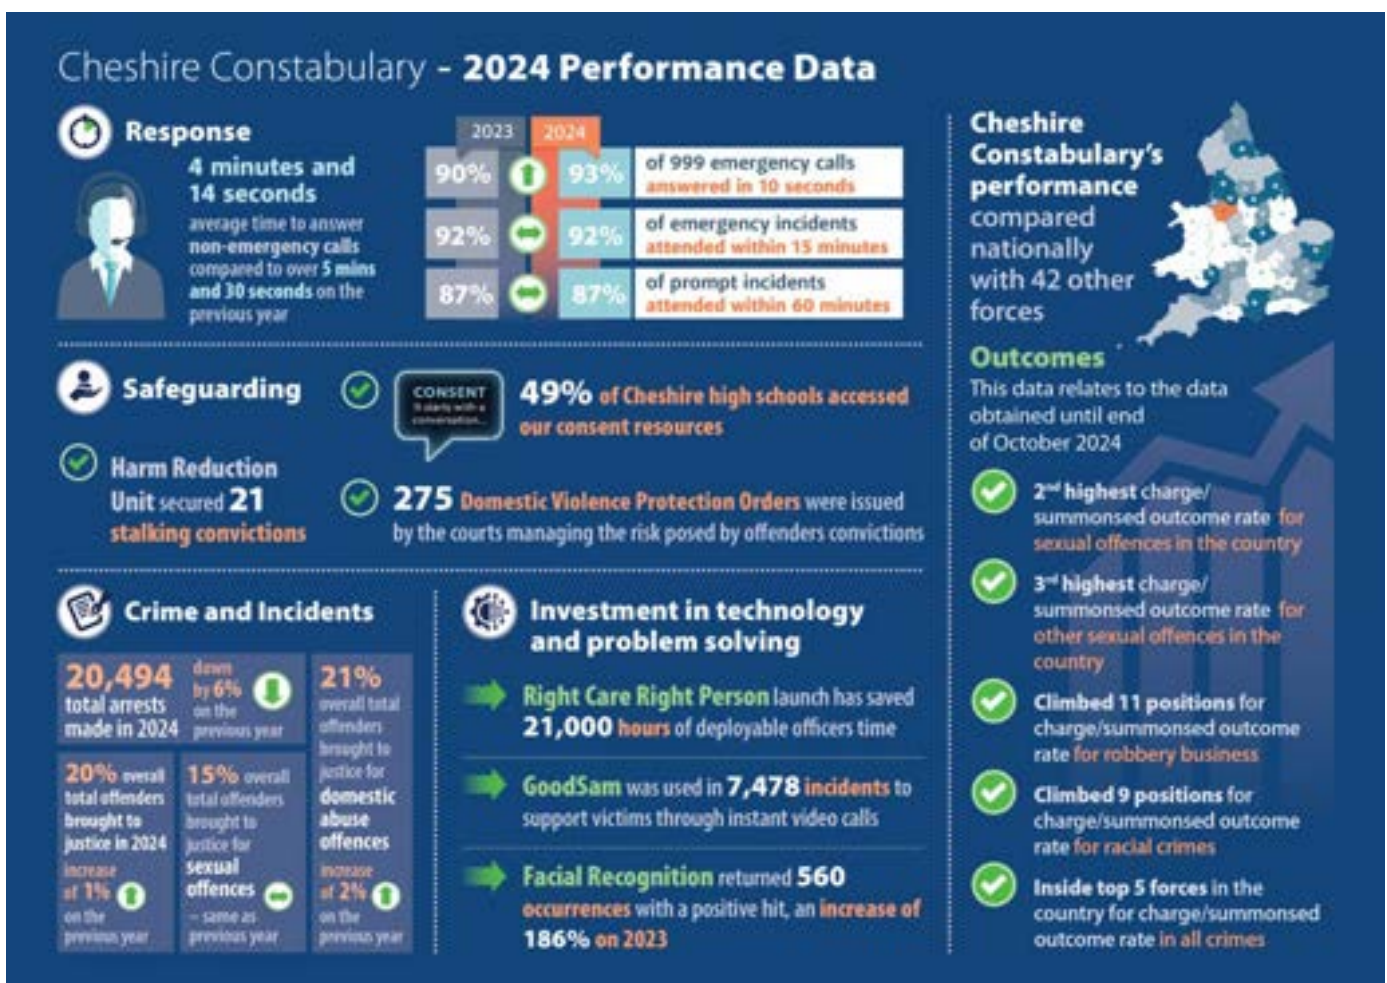 Cheshire Constabulary - 2024 Performance Data
Response
4 minutes and
14 seconds
average time to answer
non-emergency calls
compared to over 5 mins
and 30 seconds on the
previous year
2023
2024
90%
93%
of 999 emergency calls
answered in 10 seconds
92%
92%
of emergency incidents
attended within 15 minutes
87%
87%
of prompt incidents
attended within 60 minutes
Safeguarding
Harm Reduction
Unit secured 21
stalking convictions
CONSENT
It starts with a
conversation...
49% of Cheshire high schools accessed
our consent resources
275 Domestic Violence Protection Orders were issued
by the courts managing the risk posed by offenders convictions
Crime and Incidents
20,494
total arrests
made in 2024
down
by 6%
on the
previous year
20% overall
total offenders
brought to
justice in 2024
increase
of 1%
on the
previous year
15% overall
total offenders
brought to
justice for
sexual
offences
– same as
previous year
21%
overall total
offenders
brought to
justice for
domestic
abuse
offences
increase
of 2%
on the
previous year
Investment in technology
and problem solving
Right Care Right Person launch has saved
21,000 hours of deployable officers time
GoodSam was used in 7,478 incidents to
support victims through instant video calls
Facial Recognition returned 560
occurrences with a positive hit, an increase of
186% on 2023
Cheshire
Constabulary's
performance
compared
nationally
with 42 other
forces
Outcomes
This data relates to the data
obtained until end
of October 2024
2nd highest charge/
summonsed outcome rate for
sexual offences in the country
3rd highest charge/
summonsed outcome rate for
other sexual offences in the
country
Climbed 11 positions for
charge/summonsed outcome
rate for robbery business
Climbed 9 positions for
charge/summonsed outcome
rate for racial crimes
Inside top 5 forces in the
country for charge/summonsed
outcome rate in all crimes